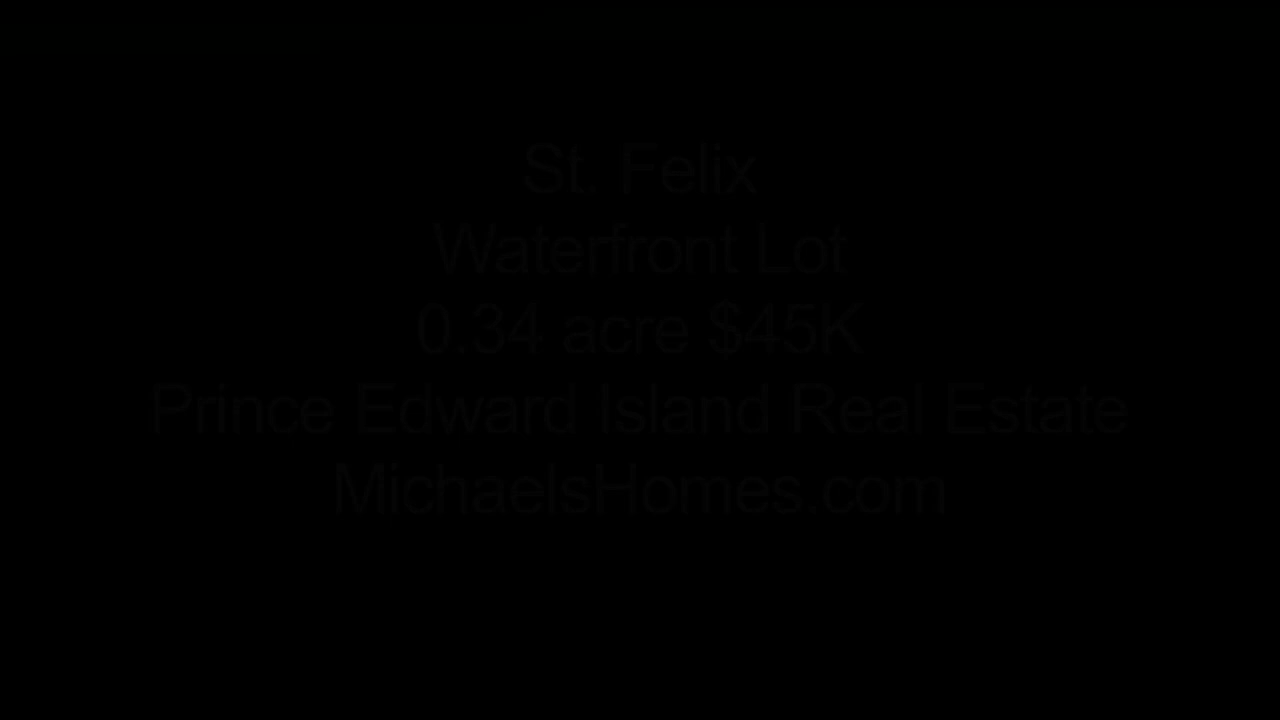 St. Felix
Waterfront Lot
0.34 acre $45K
Prince Edward Island Real Estate
MichaelsHomes.com